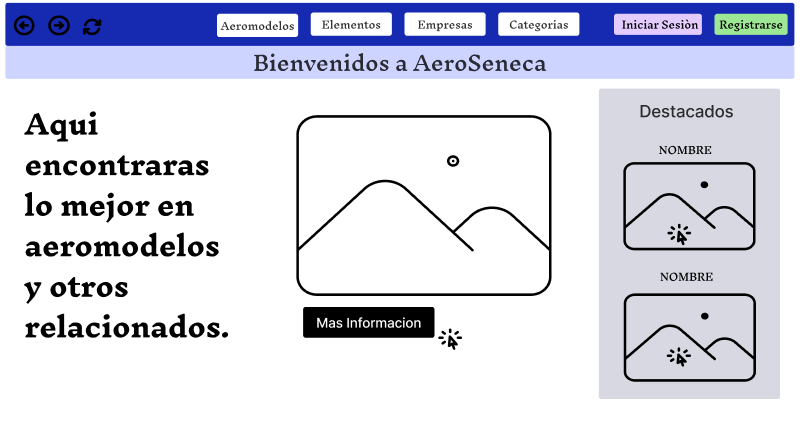 Aeromodelos
Elementos
Empresas
Categorias
Iniciar Sesiòn
Registrarse
Bienvenidos a AeroSeneca
Aqui
encontraras
lo mejor en
aeromodelos
y otros
relacionados.
Mas Informacion
Destacados
NOMBRE
NOMBRE